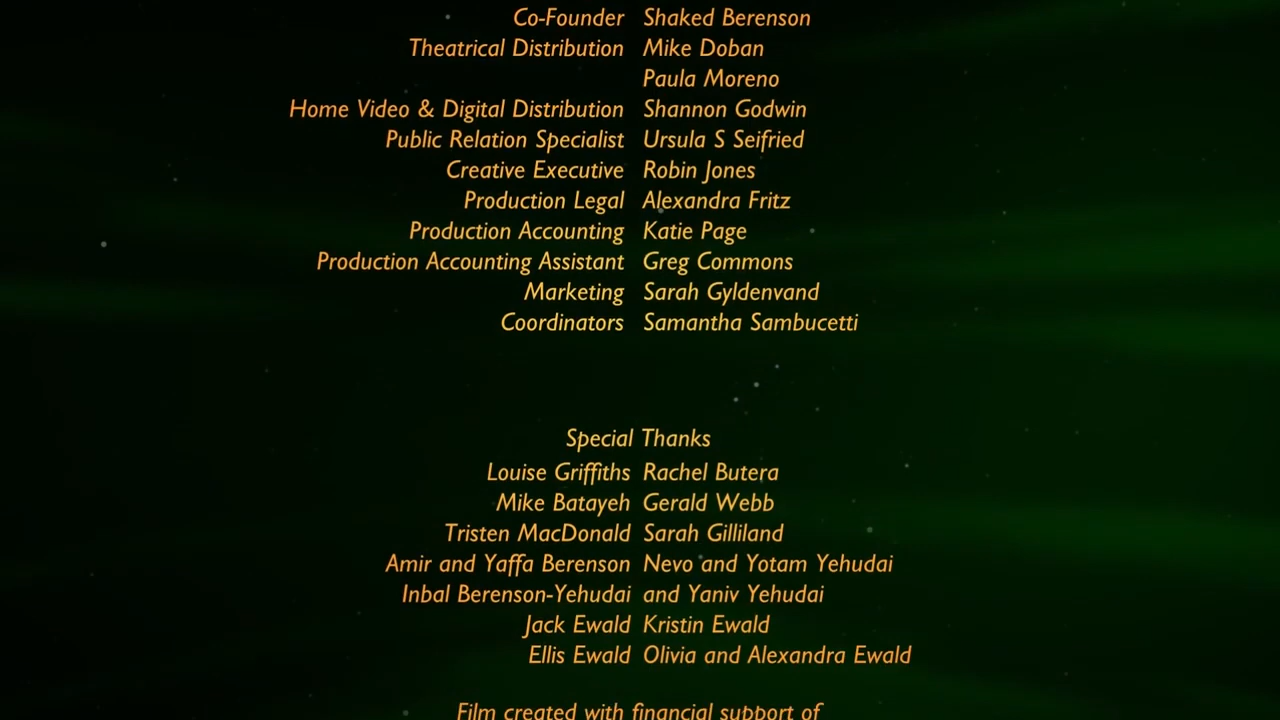 Co-Founder Shaked Berenson
Theatrical Distribution Mike Doban
Paula Moreno
Home Video & Digital Distribution Shannon Godwin
Public Relation Specialist Ursula S Seifried
Creative Executive Robin Jones
Production Legal Alexandra Fritz
Production Accounting Katie Page
Production Accounting Assistant Greg Commons
Marketing Sarah Gyldenvand
Coordinators Samantha Sambucetti
Special Thanks
Louise Griffiths Rachel Butera
Mike Batayeh Gerald Webb
Tristen MacDonald Sarah Gilliland
Amir and Yaffa Berenson Nevo and Yotam Yehudai
Inbal Berenson-Yehudai and Yaniv Yehudai
Jack Ewald Kristin Ewald
Ellis Ewald Olivia and Alexandra Ewald
Film created with financial support of